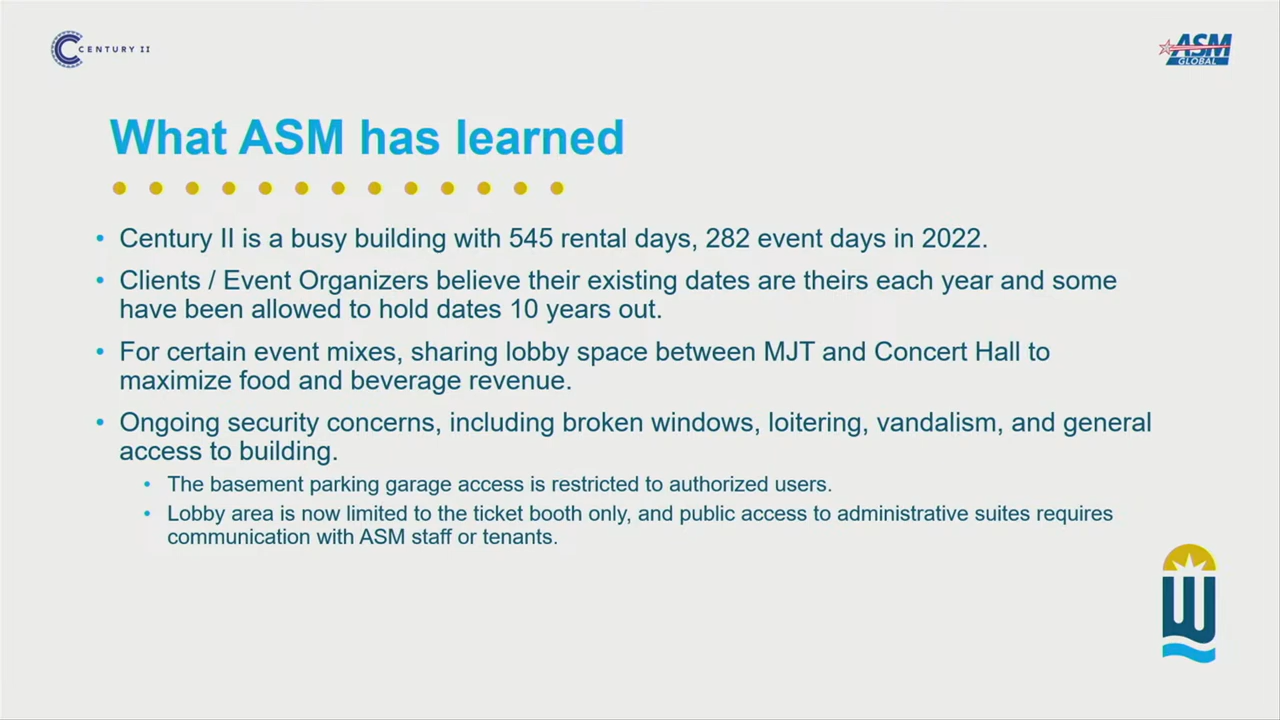 CENTURY II
ASM
GLOBAL
What ASM has learned
• Century II is a busy building with 545 rental days, 282 event days in 2022.
• Clients / Event Organizers believe their existing dates are theirs each year and some
have been allowed to hold dates 10 years out.
• For certain event mixes, sharing lobby space between MJT and Concert Hall to
maximize food and beverage revenue.
• Ongoing security concerns, including broken windows, loitering, vandalism, and general
access to building.
• The basement parking garage access is restricted to authorized users.
• Lobby area is now limited to the ticket booth only, and public access to administrative suites requires
communication with ASM staff or tenants.
W